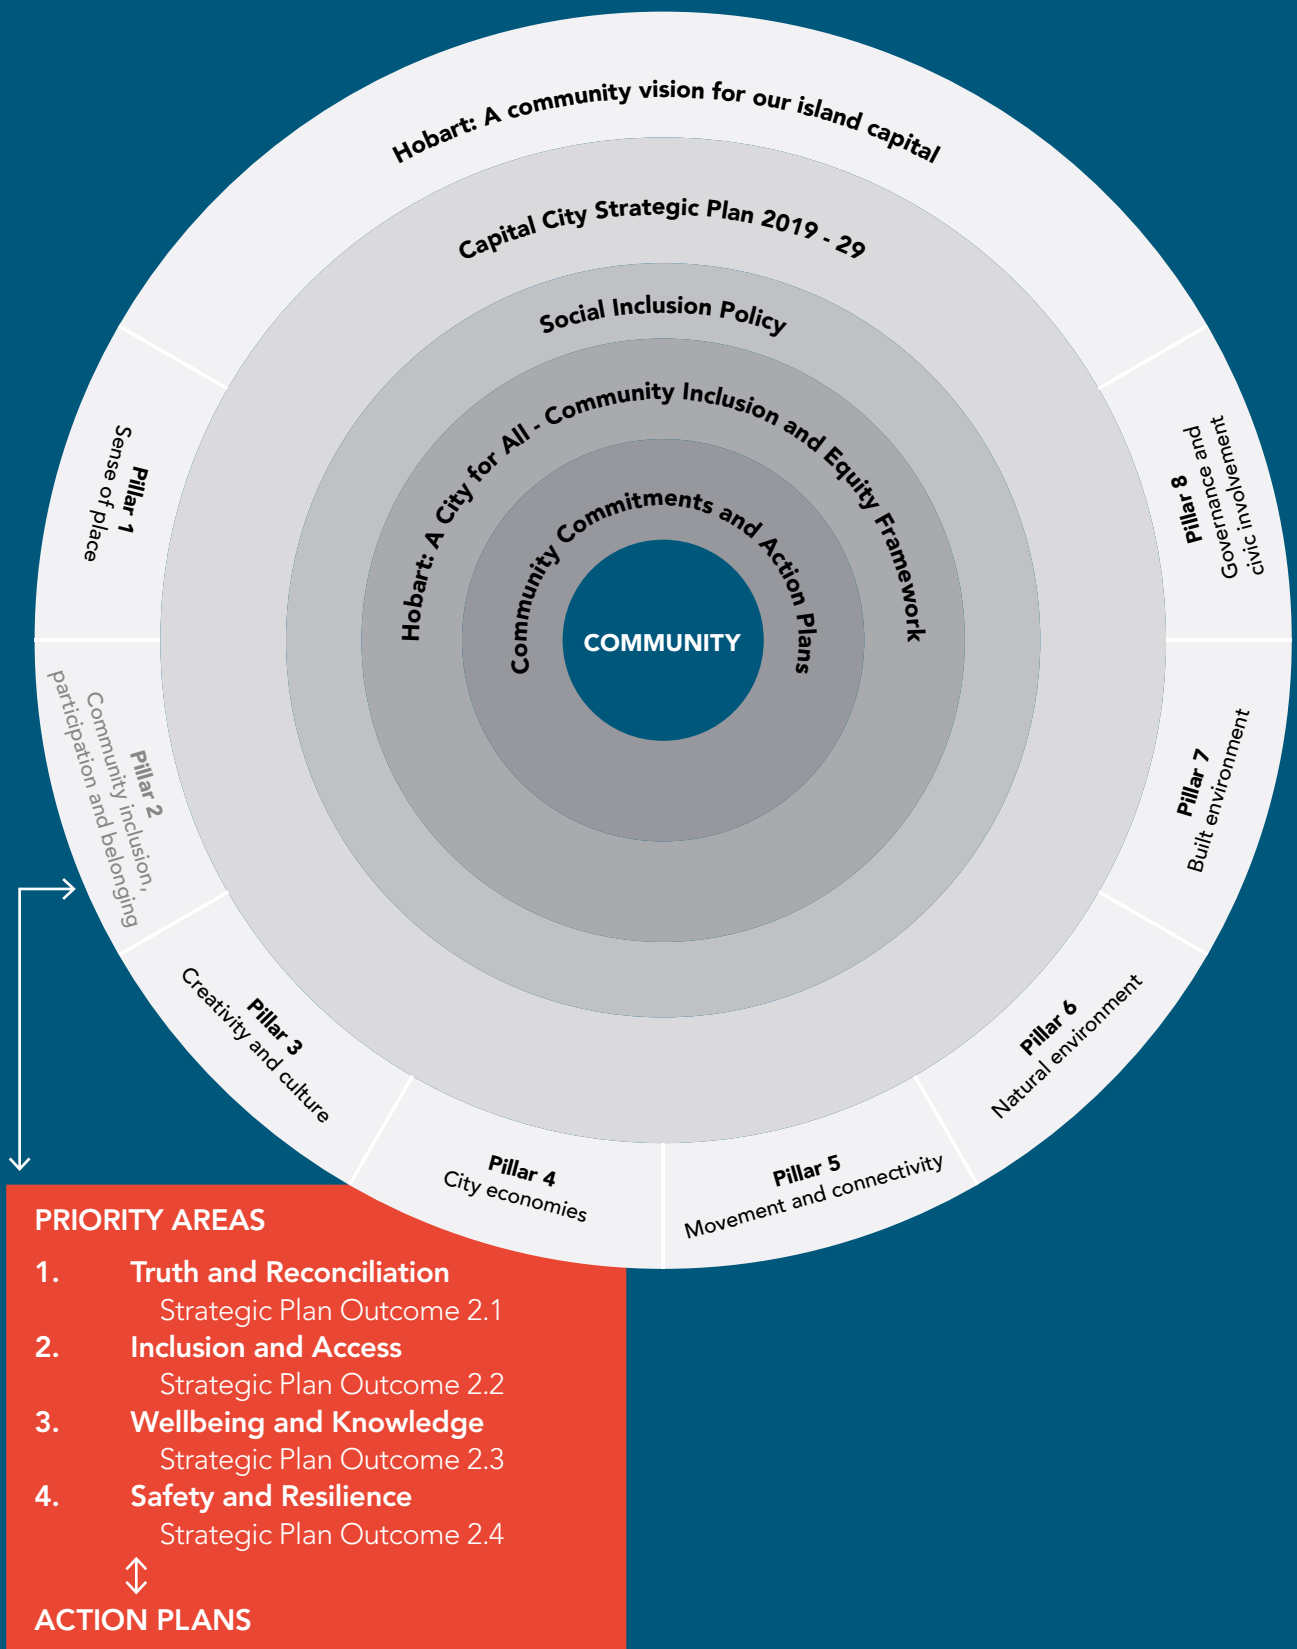 Hobart: A community vision for our island capital
Capital City Strategic Plan 2019 - 29
Social Inclusion Policy
Hobart: A City for All - Community Inclusion and Equity Framework
Community Commitments and Action Plans
COMMUNITY
Pillar 1
Sense of place
Pillar 2
Community inclusion,
participation and belonging
Pillar 3
Creativity and culture
Pillar 4
City economies
Pillar 5
Movement and connectivity
Pillar 6
Natural environment
Pillar 7
Built environment
Pillar 8
Governance and
civic involvement
PRIORITY AREAS
1. Truth and Reconciliation
Strategic Plan Outcome 2.1
2. Inclusion and Access
Strategic Plan Outcome 2.2
3. Wellbeing and Knowledge
Strategic Plan Outcome 2.3
4. Safety and Resilience
Strategic Plan Outcome 2.4
ACTION PLANS